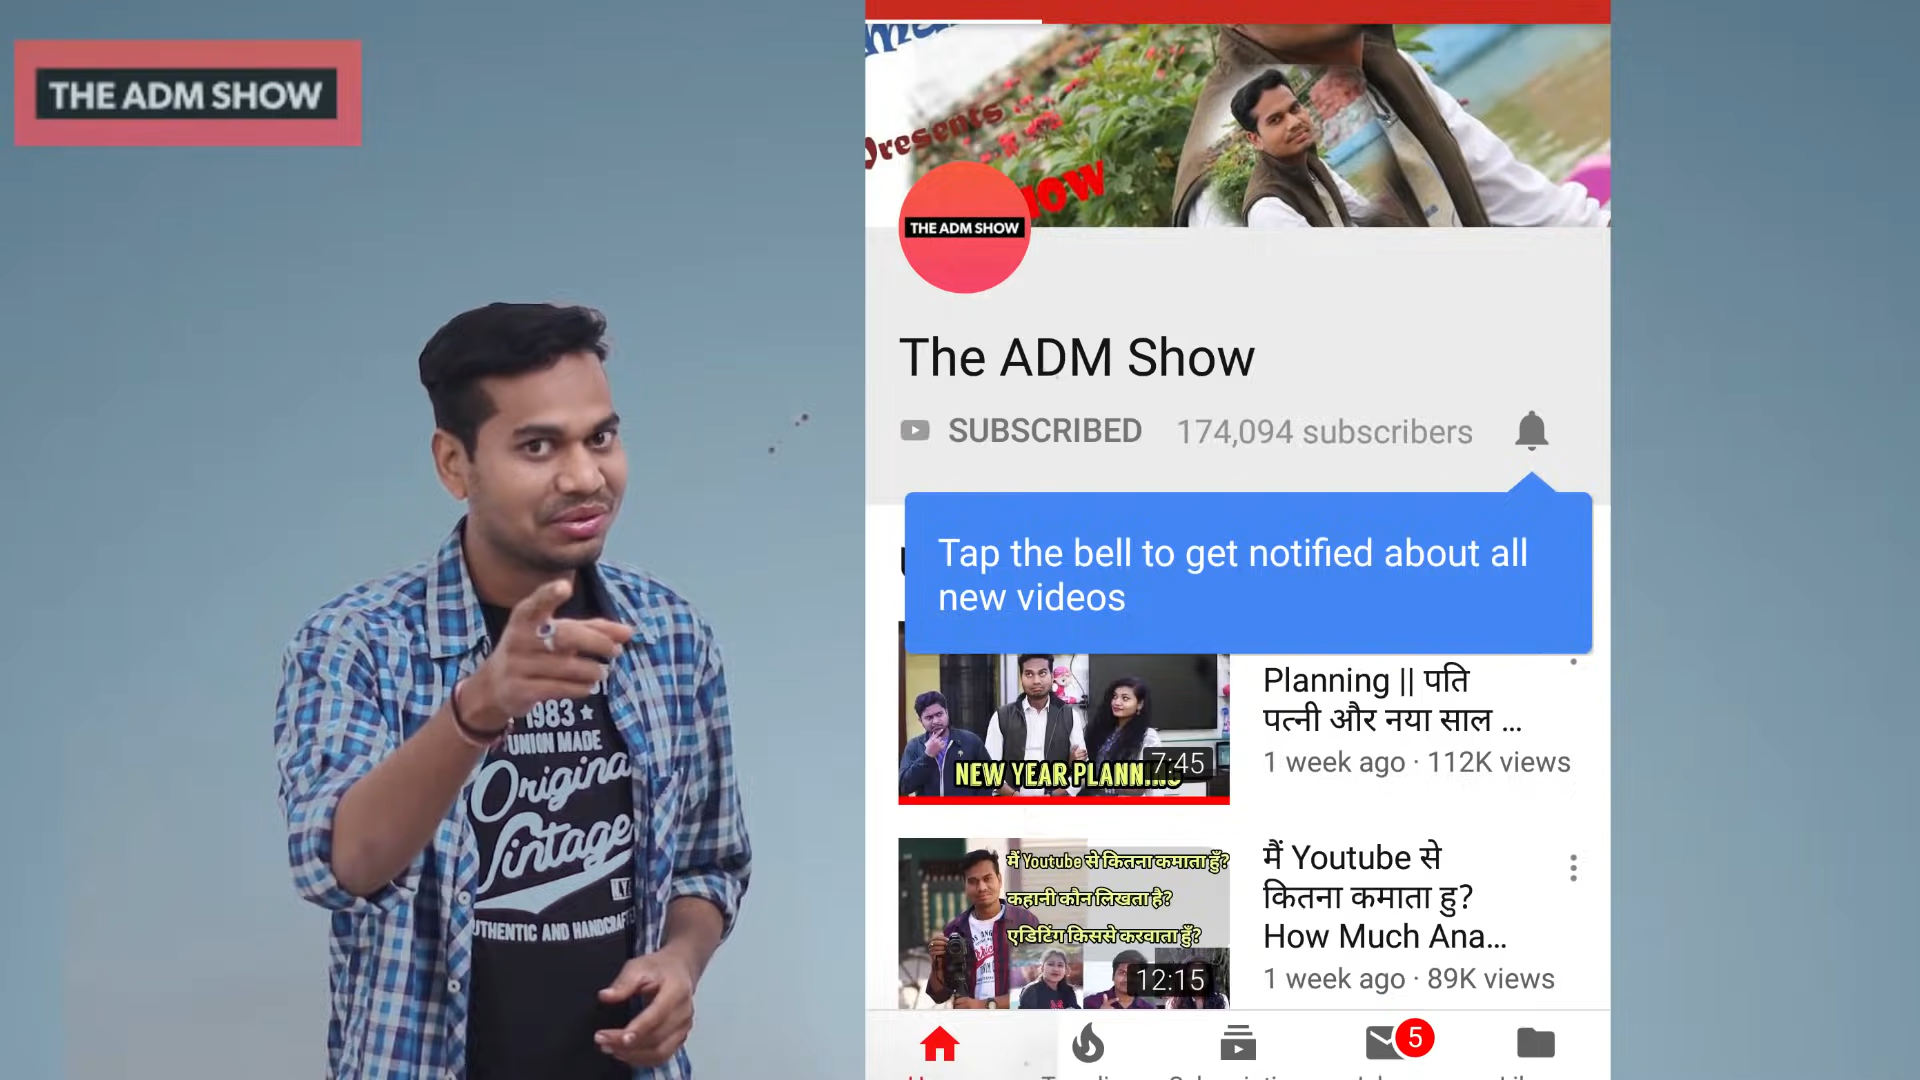 THE ADM SHOW
Presents
THE ADM SHOW
The ADM Show
SUBSCRIBED 174,094 subscribers
Tap the bell to get notified about all
new videos
Planning || पति
पत्नी और नया साल ...
1 week ago · 112K views
NEW YEAR PLANN...
7:45
मैं Youtube से कितना कमाता हुँ?
कहानी कौन लिखता है?
एडिटिंग किससे करवाता हुँ?
12:15
मैं Youtube से
कितना कमाता हु?
How Much Ana...
1 week ago · 89K views
5
1983
UNION MADE
Original
Vintage
AUTHENTIC AND HANDCRAF